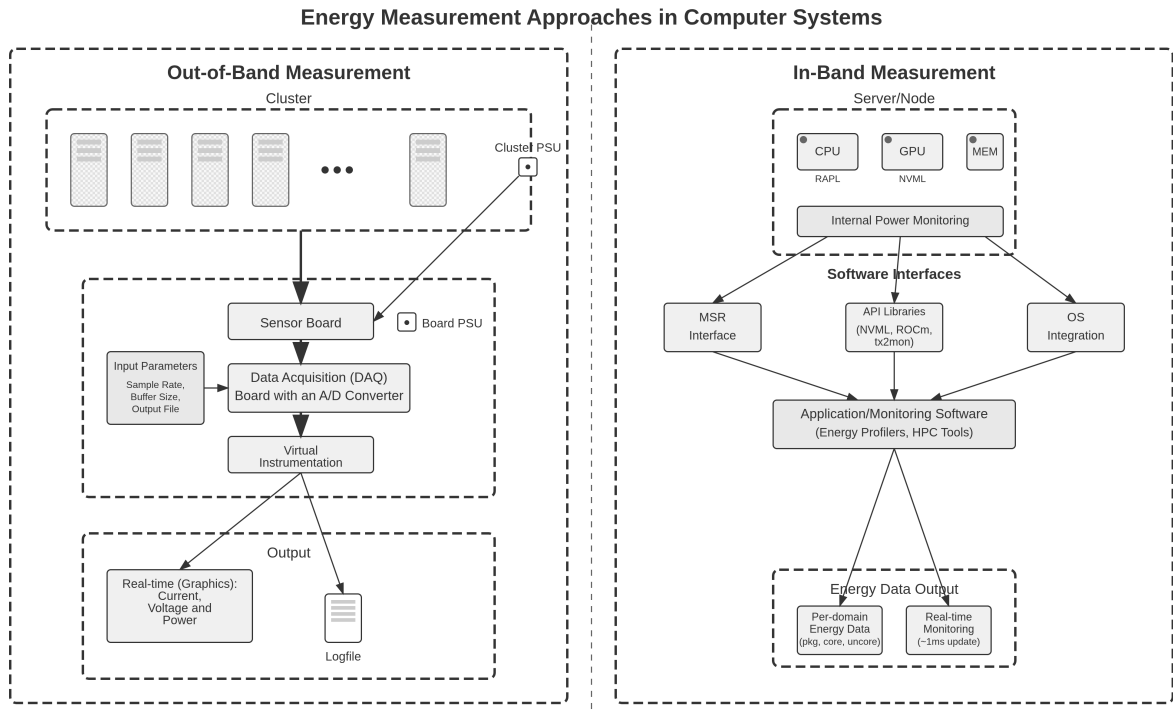 Energy Measurement Approaches in Computer Systems
Out-of-Band Measurement
Cluster
Cluster PSU
Sensor Board
Board PSU
Input Parameters
Sample Rate,
Buffer Size,
Output File
Data Acquisition (DAQ)
Board with an A/D Converter
Virtual
Instrumentation
Output
Real-time (Graphics):
Current,
Voltage and
Power
Logfile
In-Band Measurement
Server/Node
CPU
GPU
MEM
RAPL
NVML
Internal Power Monitoring
Software Interfaces
MSR
Interface
API Libraries
(NVML, ROCm,
tx2mon)
OS
Integration
Application/Monitoring Software
(Energy Profilers, HPC Tools)
Energy Data Output
Per-domain
Energy Data
(pkg, core, uncore)
Real-time
Monitoring
(~1ms update)